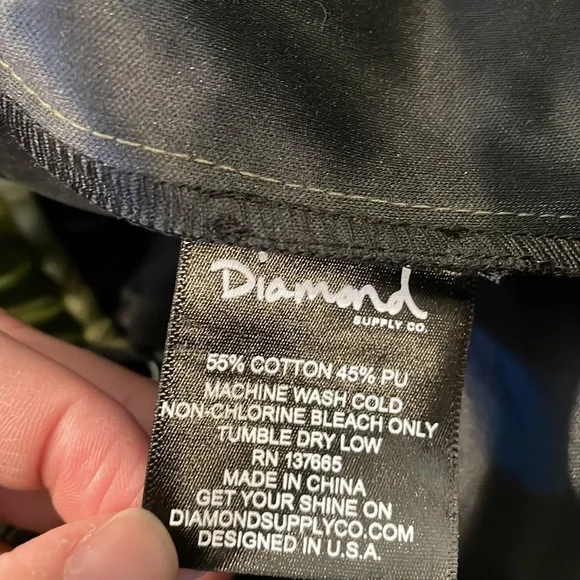 Diamond
SUPPLY CO.
55% COTTON 45% PU
MACHINE WASH COLD
NON-CHLORINE BLEACH ONLY
TUMBLE DRY LOW
RN 137665
MADE IN CHINA
GET YOUR SHINE ON
DIAMONDSUPPLYCO.COM
DESIGNED IN U.S.A.